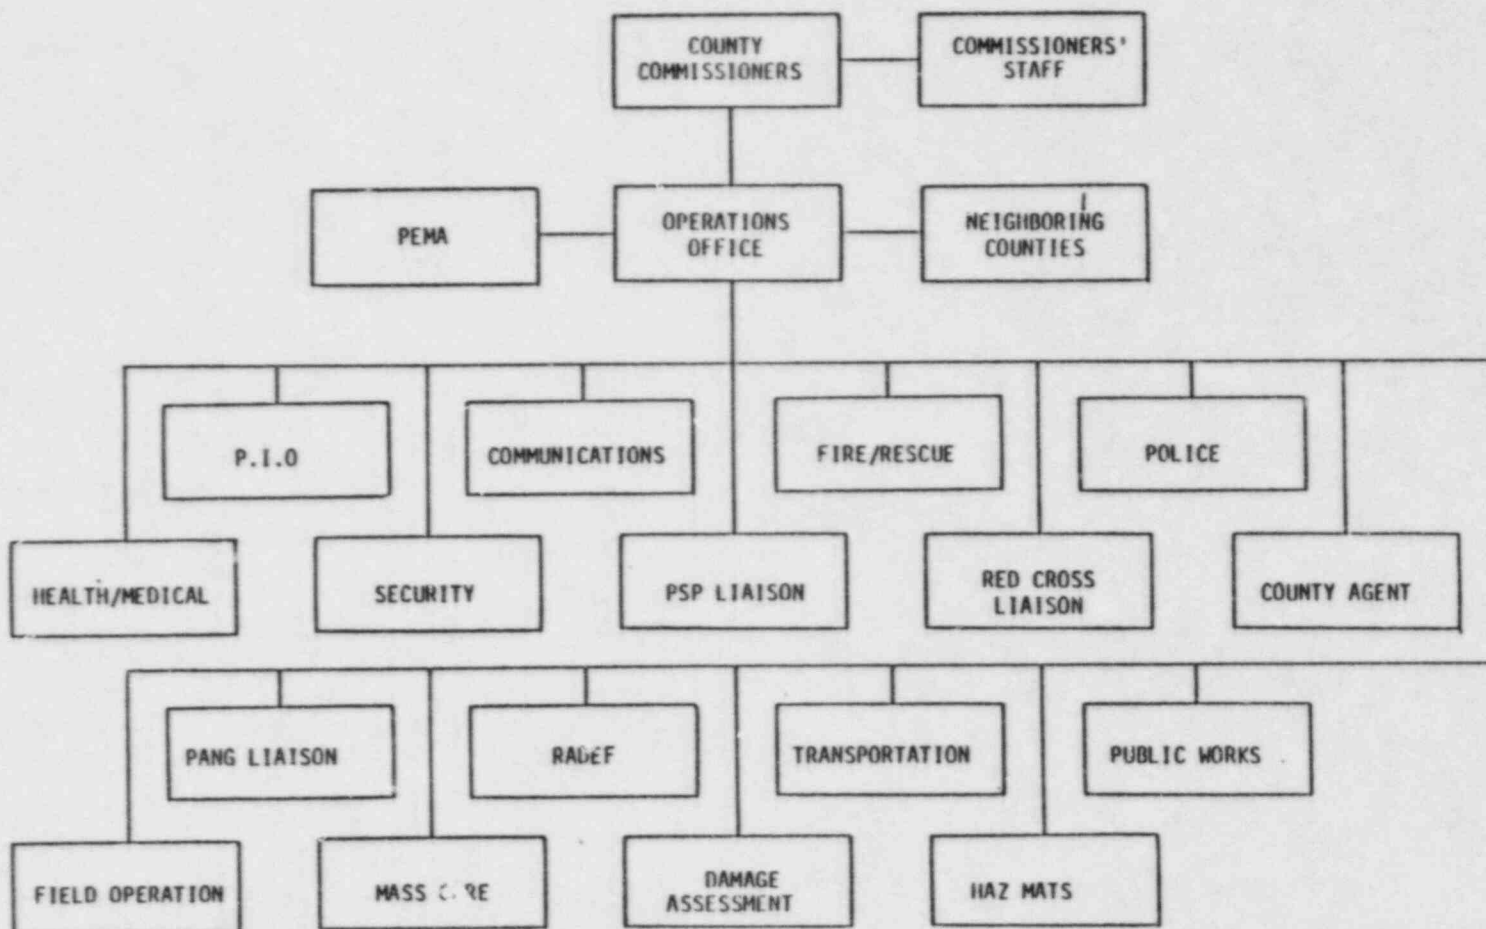 COUNTY
COMMISSIONERS
COMMISSIONERS'
STAFF
PEMA
OPERATIONS
OFFICE
NEIGHBORING
COUNTIES
P.I.O
COMMUNICATIONS
FIRE/RESCUE
POLICE
HEALTH/MEDICAL
SECURITY
PSP LIAISON
RED CROSS
LIAISON
COUNTY AGENT
PANG LIAISON
RADEF
TRANSPORTATION
PUBLIC WORKS
FIELD OPERATION
MASS CARE
DAMAGE
ASSESSMENT
HAZ MATS